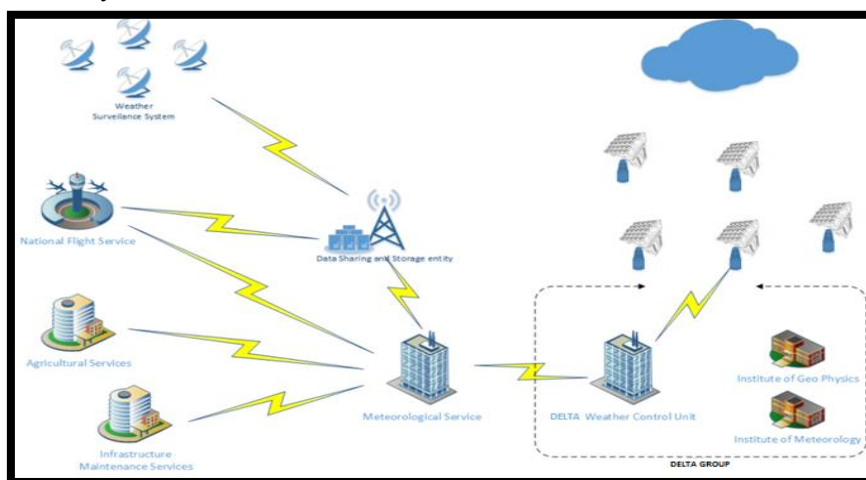 Weather
Surveilance System
National Flight Service
Data Sharing and Storage entity
Agricultural Services
Meteorological Service
DELTA Weather Control Unit
Institute of Geo Physics
Institute of Meteorology
Infrastructure
Maintenance Services
DELTA GROUP